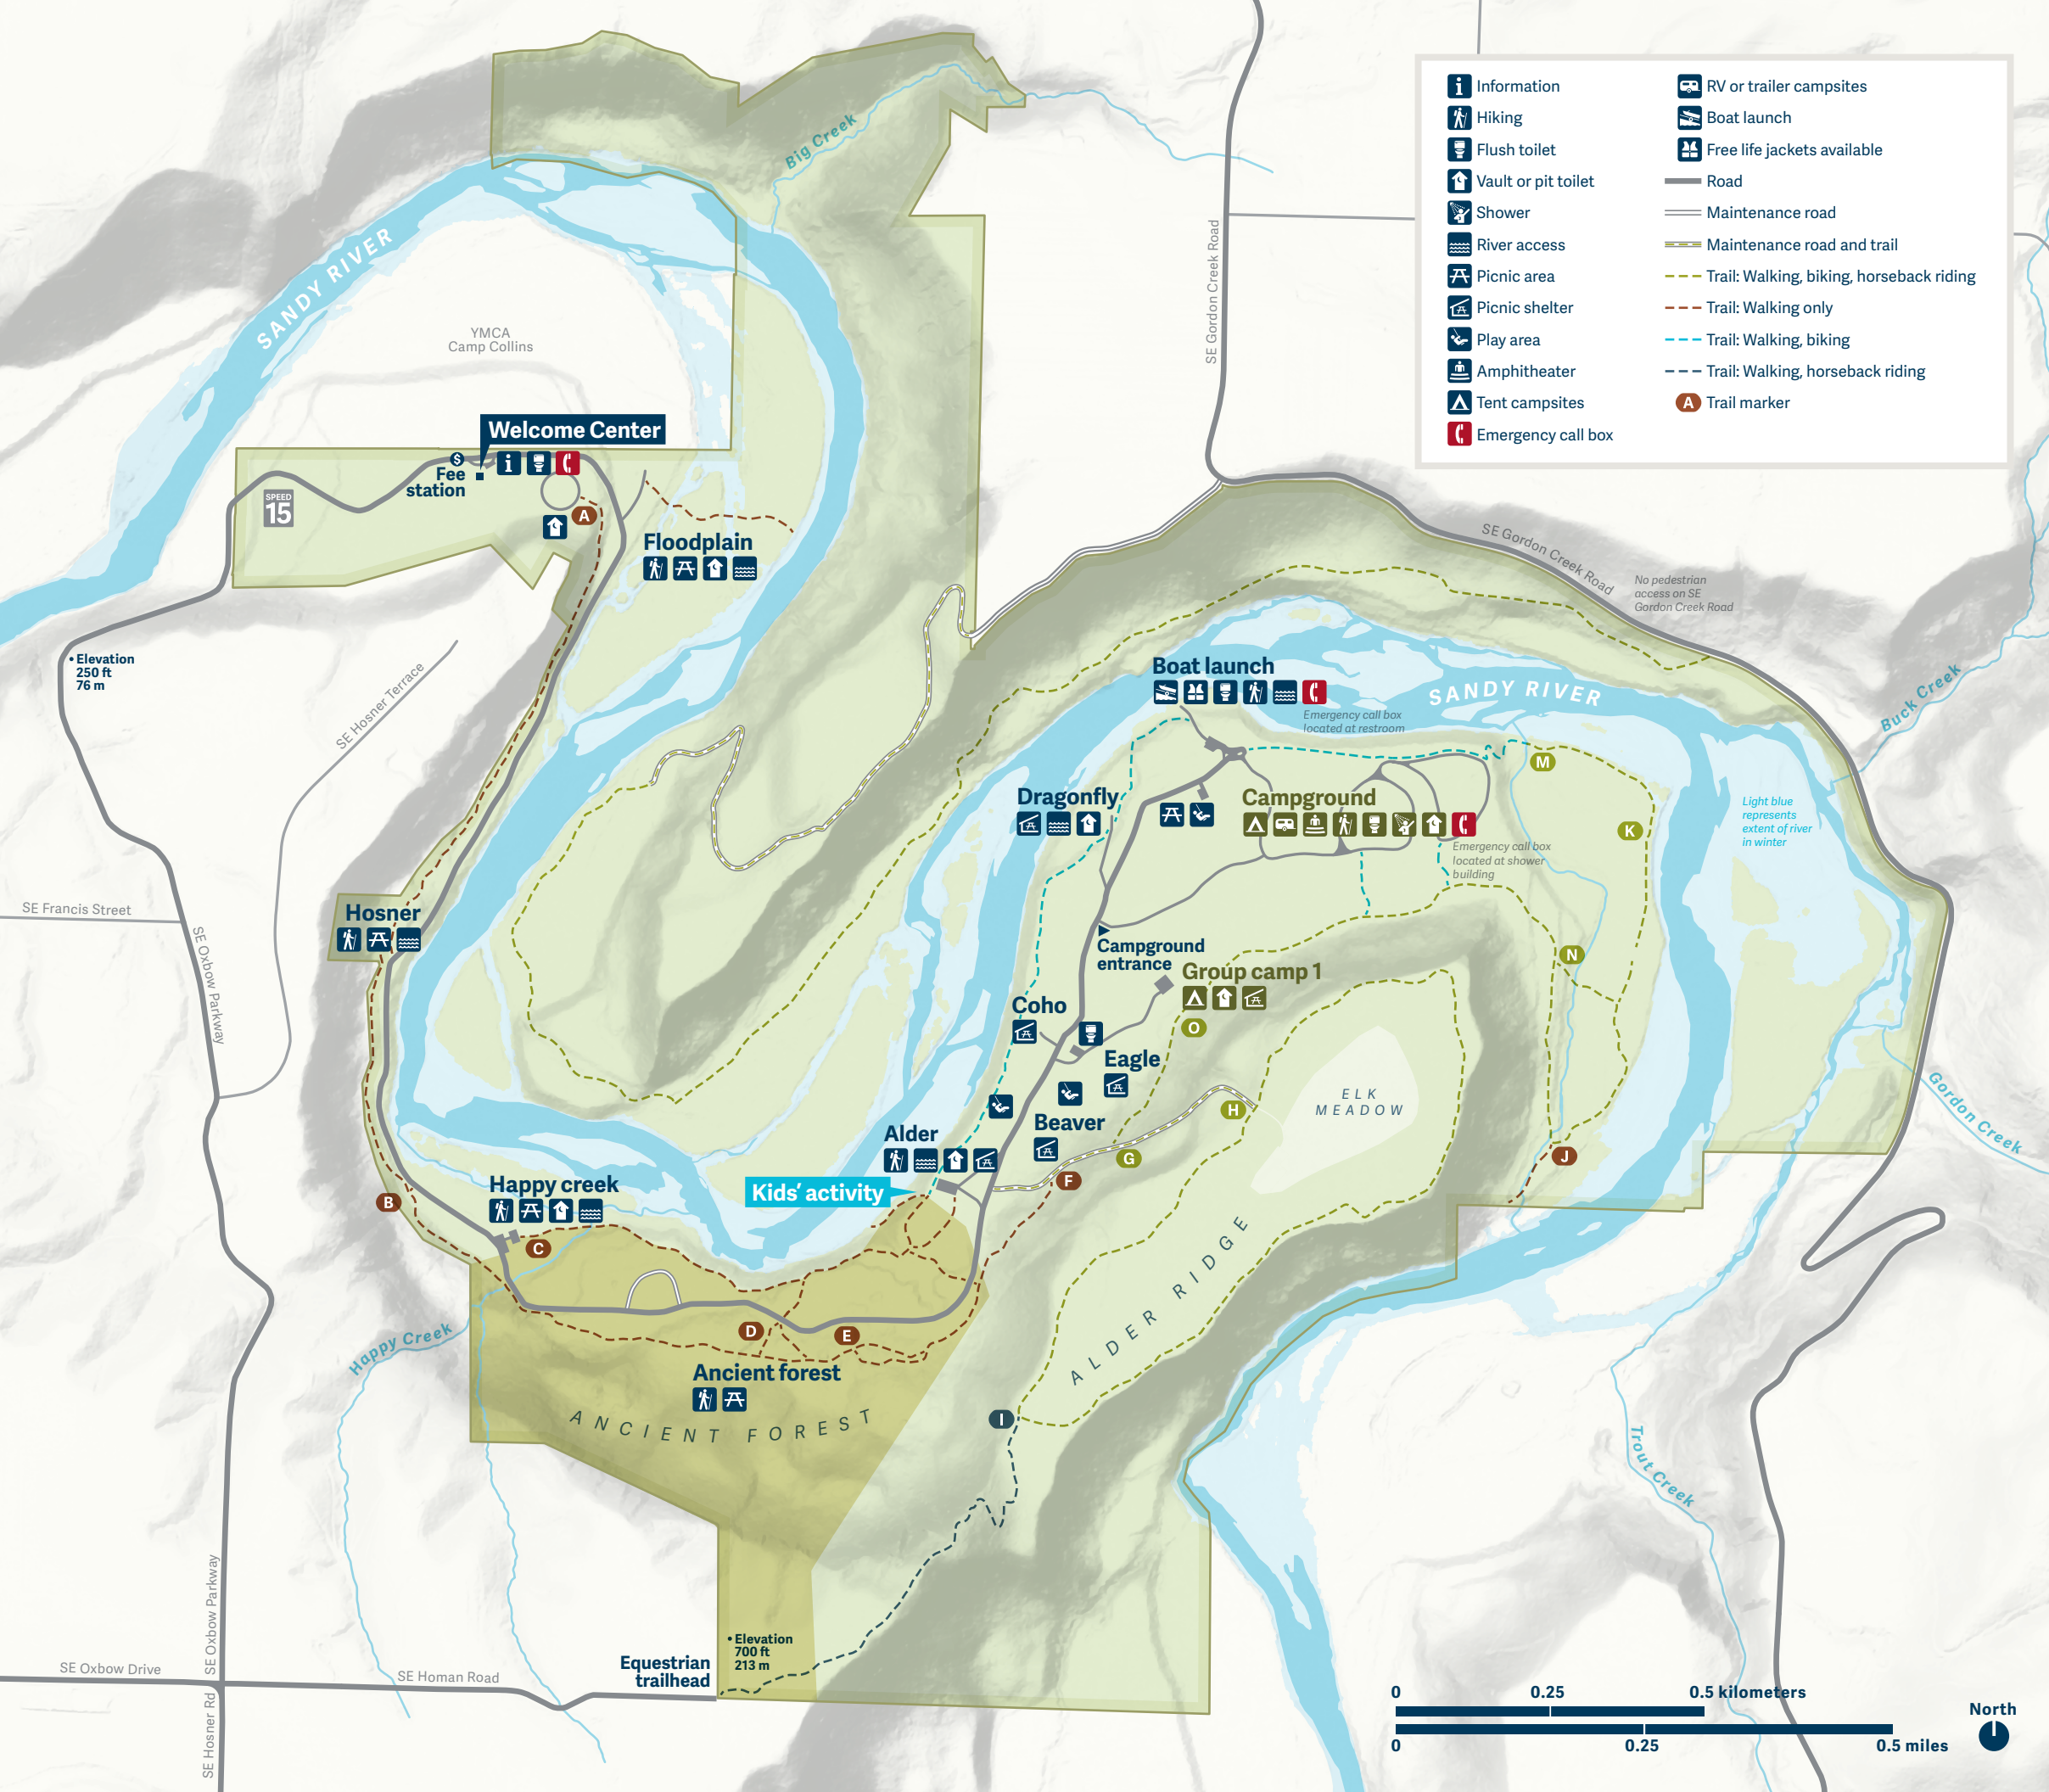 Big Creek
SANDY RIVER
YMCA
Camp Collins
SE Gordon Creek Road
Information
Hiking
Flush toilet
Vault or pit toilet
Shower
River access
Picnic area
Picnic shelter
Play area
Amphitheater
Tent campsites
Emergency call box
RV or trailer campsites
Boat launch
Free life jackets available
Road
Maintenance road
Maintenance road and trail
Trail: Walking, biking, horseback riding
Trail: Walking only
Trail: Walking, biking
Trail: Walking, horseback riding
A Trail marker
Welcome Center
$
Fee
station
i
SPEED
15
A
Floodplain
SE Gordon Creek Road
No pedestrian
access on SE
Gordon Creek Road
• Elevation
250 ft
76 m
SE Hosner Terrace
Boat launch
Emergency call box
located at restroom
SANDY RIVER
Buck Creek
M
Dragonfly
Campground
Emergency call box
located at shower
building
K
Light blue
represents
extent of river
in winter
SE Francis Street
SE Oxbow Parkway
Hosner
Campground
entrance
Group camp 1
O
N
Coho
Eagle
Beaver
ELK
MEADOW
H
G
F
J
Gordon Creek
Alder
Kids' activity
B
Happy creek
C
D
E
Happy Creek
Ancient forest
ANCIENT FOREST
ALDER RIDGE
I
Trout Creek
SE Oxbow Parkway
• Elevation
700 ft
213 m
Equestrian
trailhead
SE Oxbow Drive
SE Homan Road
SE Hosner Rd
0 0.25 0.5 kilometers
0 0.25 0.5 miles
North